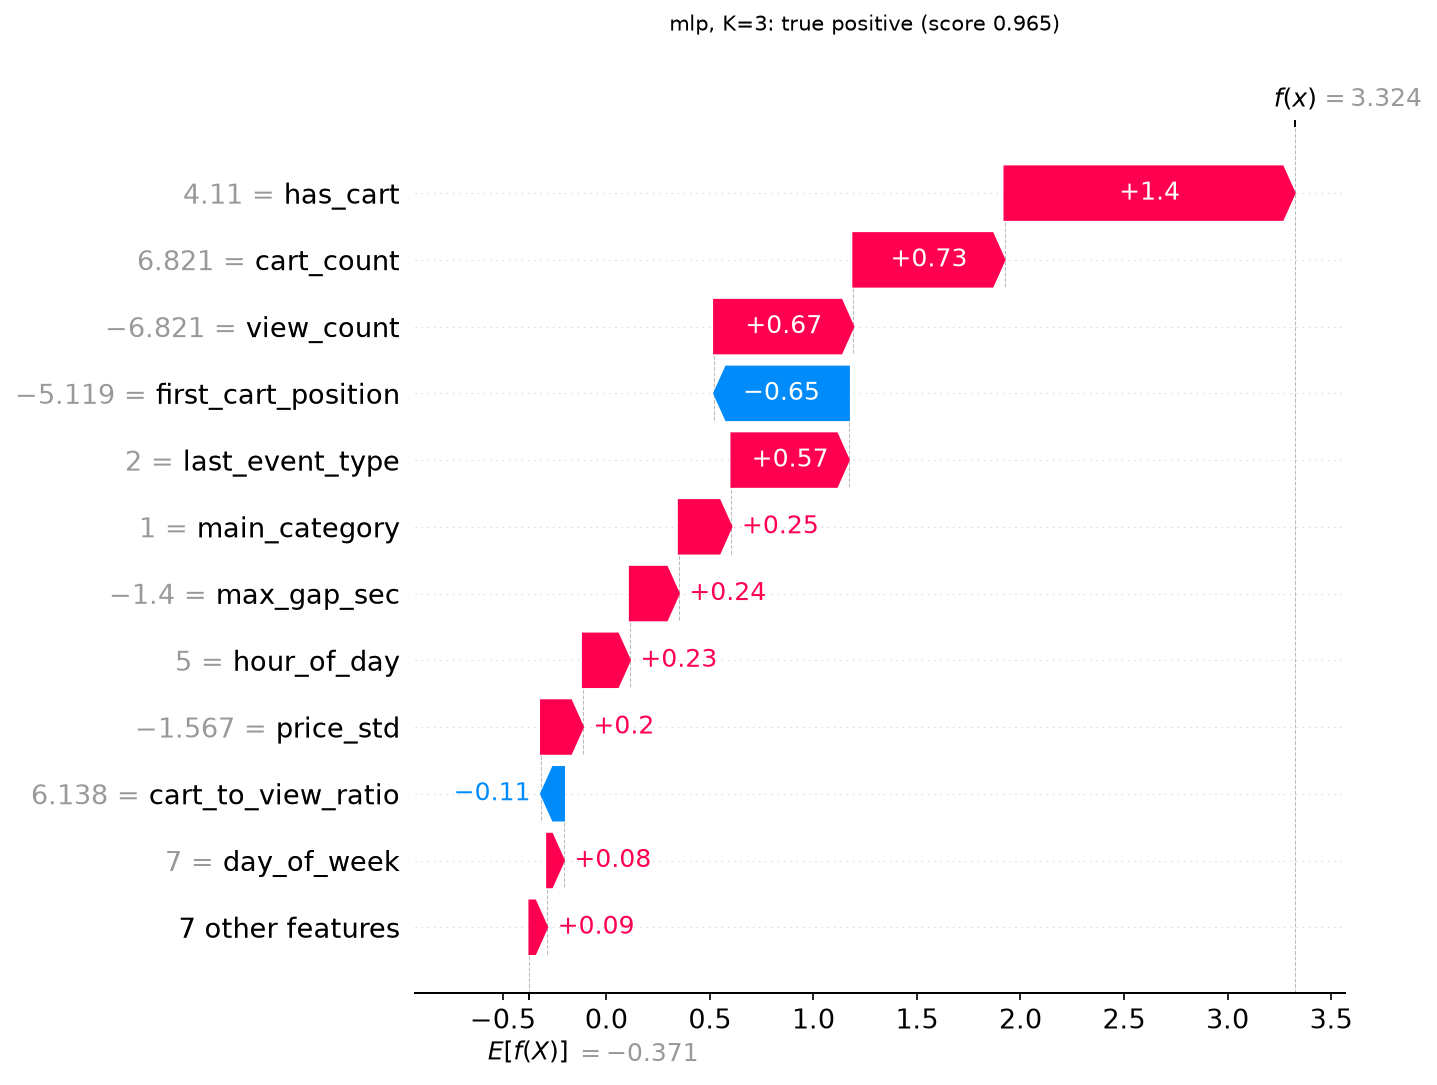 mlp, K=3: true positive (score 0.965)
f(x) = 3.324
4.11 = has_cart +1.4
6.821 = cart_count +0.73
−6.821 = view_count +0.67
−5.119 = first_cart_position −0.65
2 = last_event_type +0.57
1 = main_category +0.25
−1.4 = max_gap_sec +0.24
5 = hour_of_day +0.23
−1.567 = price_std +0.2
6.138 = cart_to_view_ratio −0.11
7 = day_of_week +0.08
7 other features +0.09
−0.5 0.0 0.5 1.0 1.5 2.0 2.5 3.0 3.5
E[f(X)] = −0.371